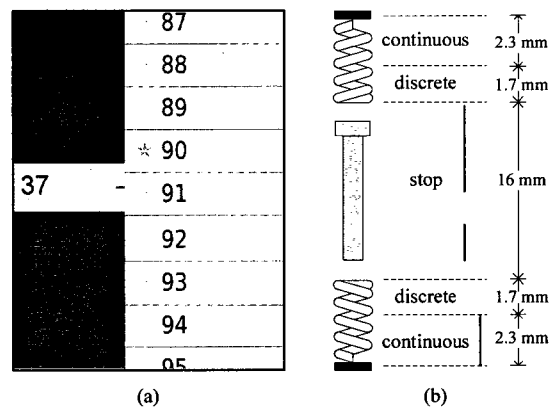 87
88
89
☆ 90
37 -
91
92
93
94
95
(a)
continuous
2.3 mm
discrete
1.7 mm
stop
16 mm
discrete
1.7 mm
continuous
2.3 mm
(b)